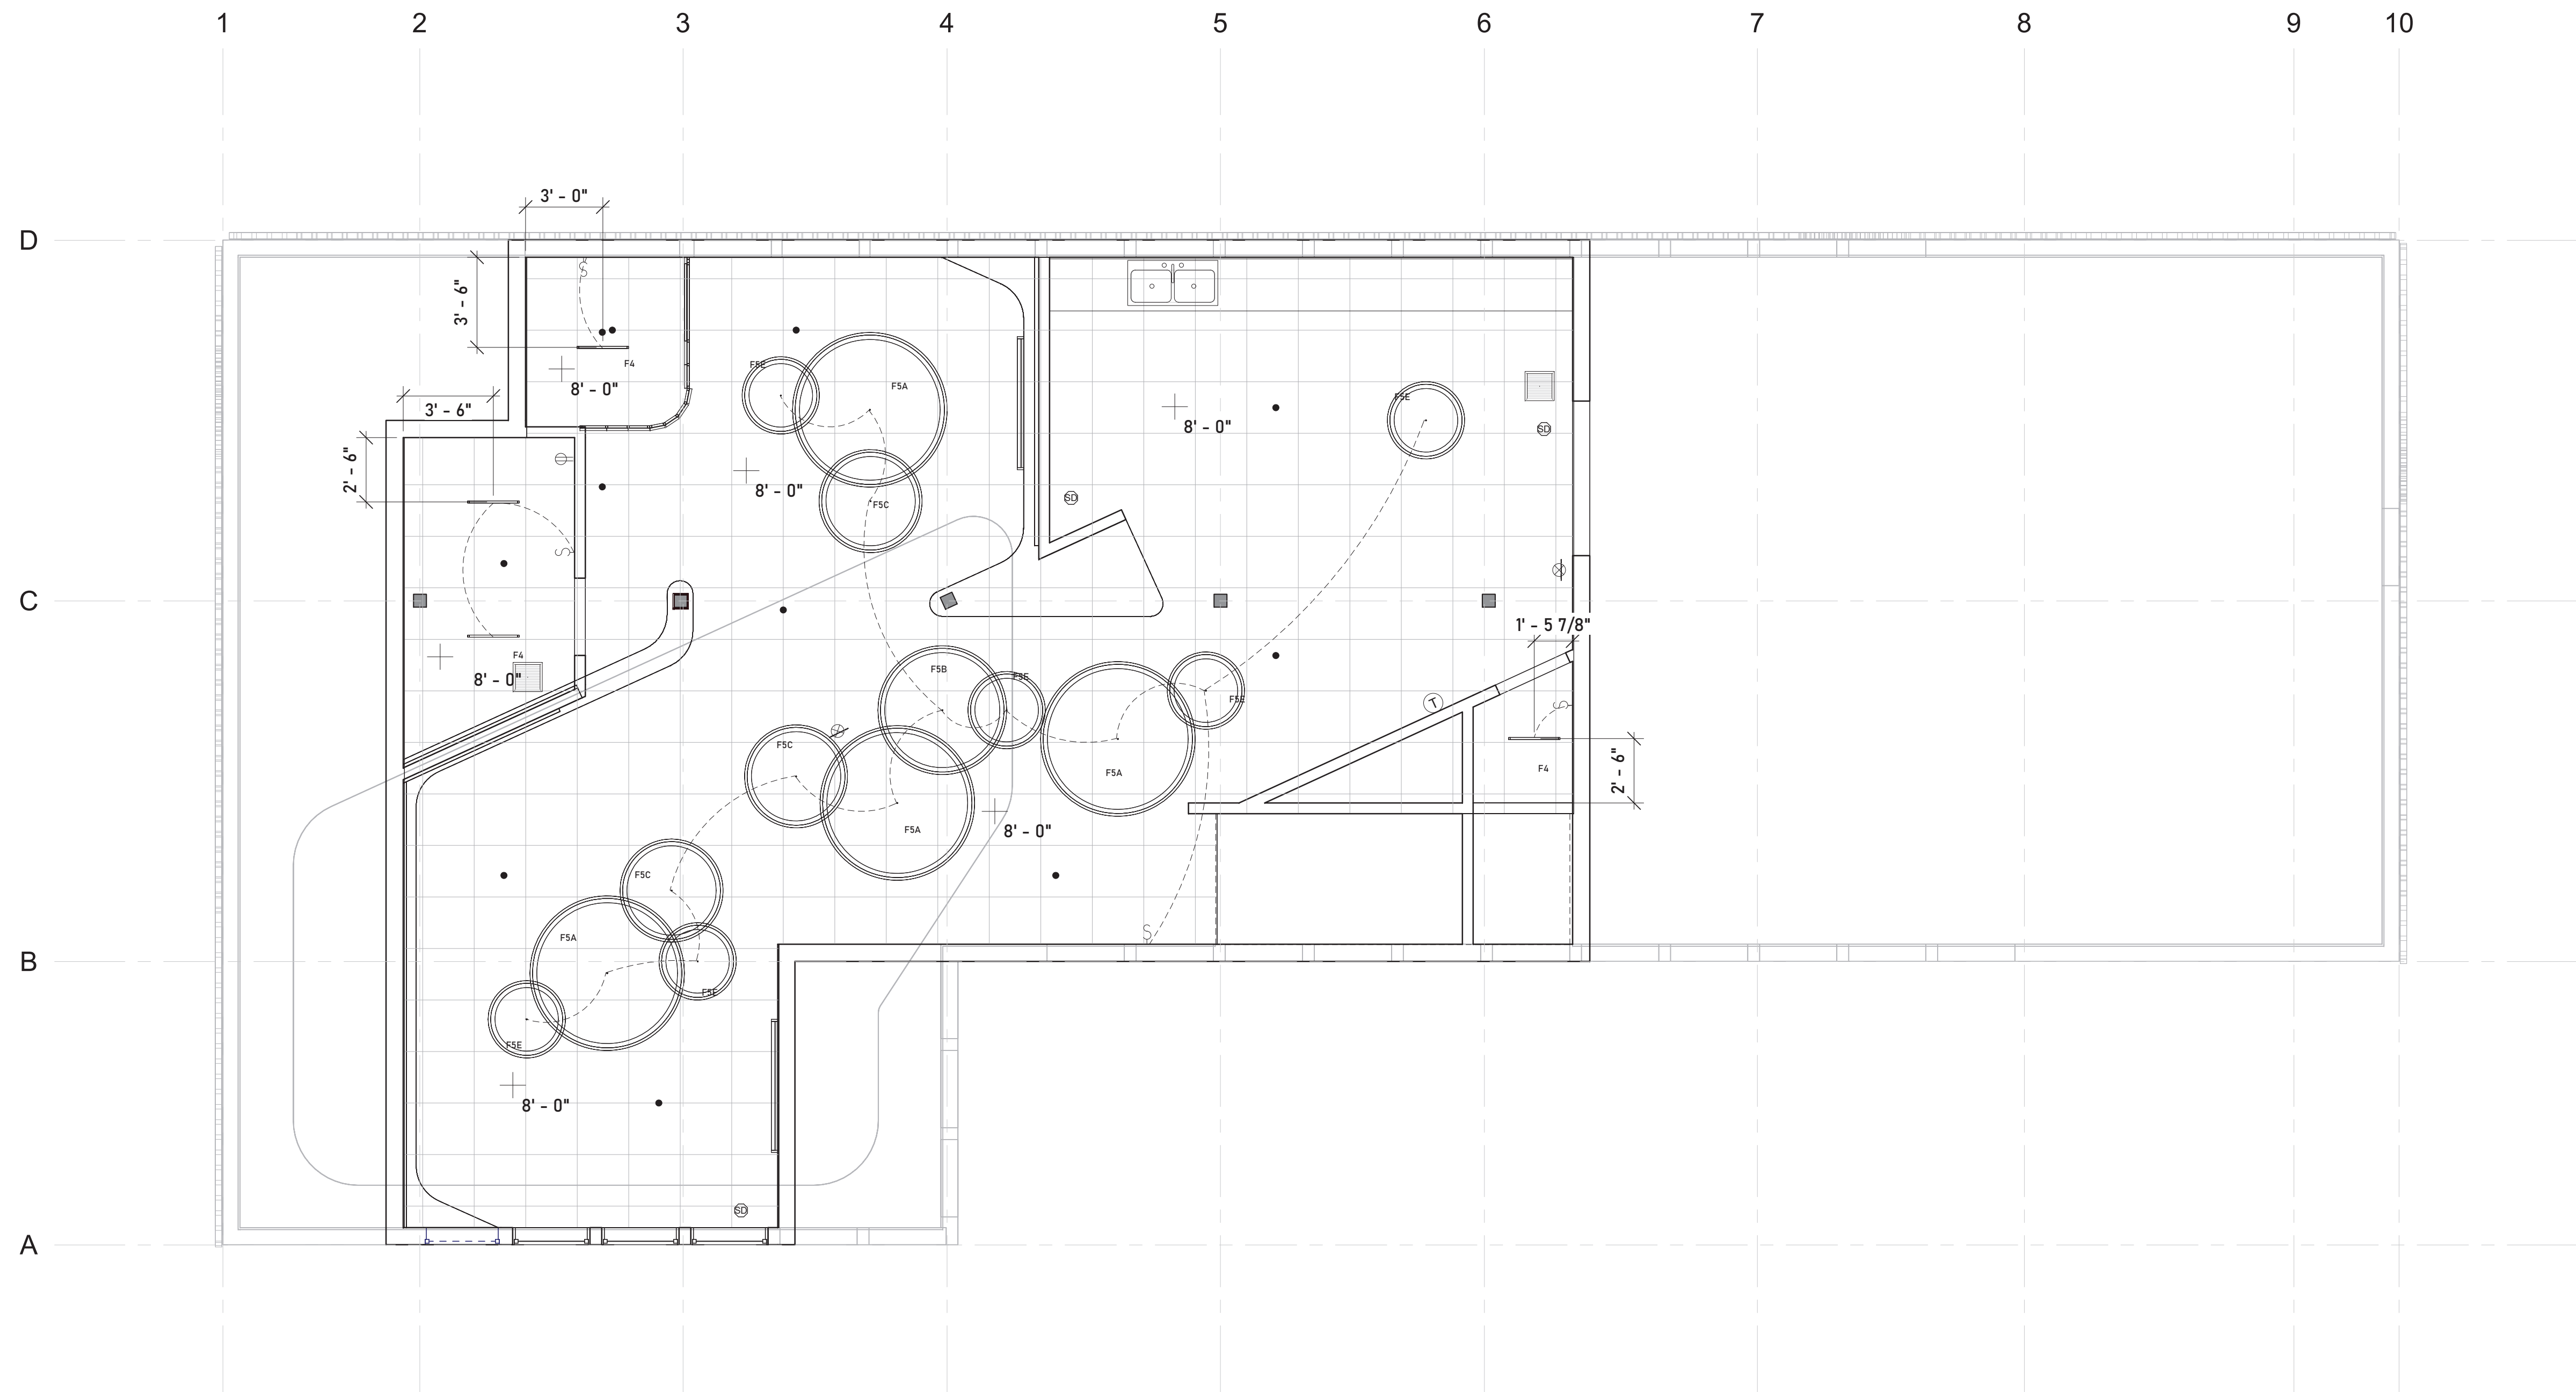 1 2 3 4 5 6 7 8 9 10
3' - 0"
D
S
3' - 6"
F4
8' - 0"
F5E
F5A
F5E
3' - 6"
8' - 0"
SD
2' - 6"
8' - 0"
SD
F5C
S
C
1' - 5 7/8"
F4
8' - 0"
F5B
F5E
F5E
T
S
F5C
F5A
F4
2' - 6"
F5A
8' - 0"
F5C
S
F5A
B
F5E
F5E
8' - 0"
SD
A